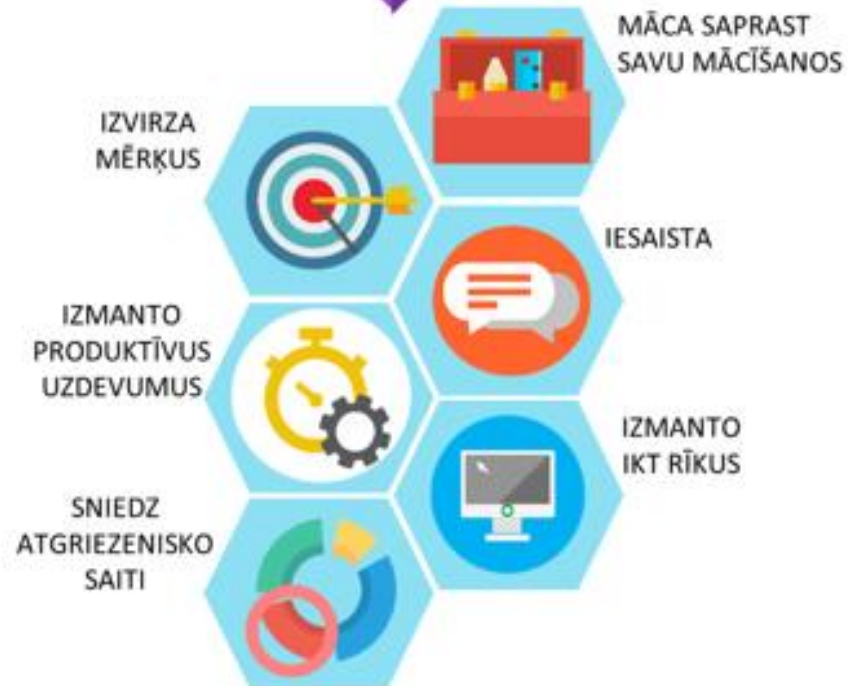 MĀCA SAPRAST
SAVU MĀCĪŠANOS
IZVIRZA
MĒRĶUS
IESAISTA
IZMANTO
PRODUKTĪVUS
UZDEVUMUS
IZMANTO
IKT RĪKUS
SNIEDZ
ATGRIEZENISKO
SAITI